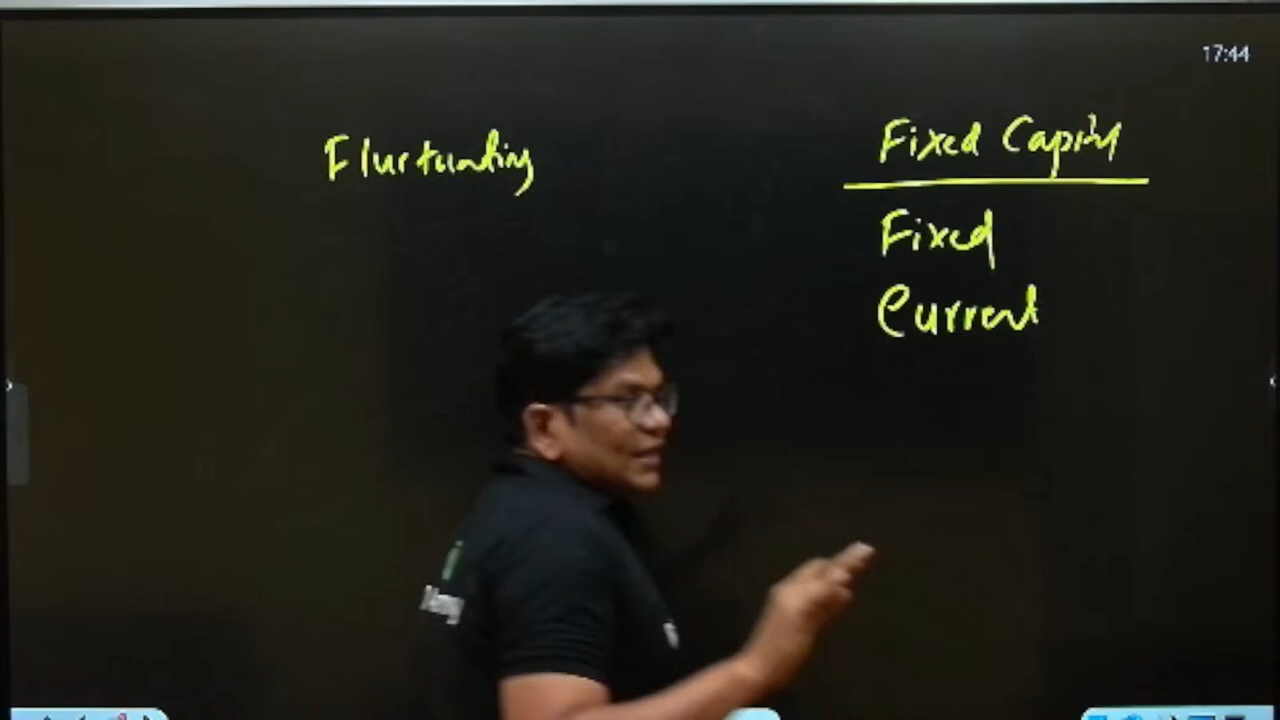 17:44
Fluctuating
Fixed Capital
Fixed
Current